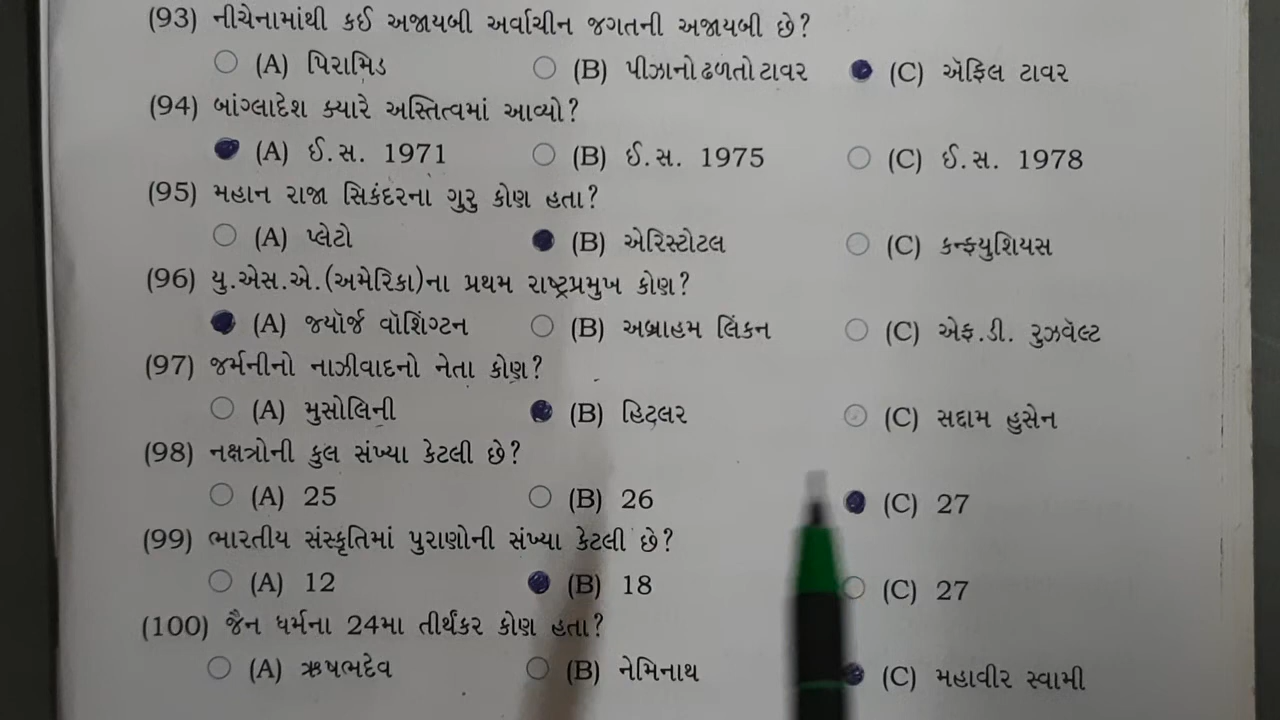 (93) નીચેનામાંથી કઈ અજાયબી અર્વાચીન જગતની અજાયબી છે?
(A) પિરામિડ (B) પીઝાનો ઢળતો ટાવર (C) ઍફિલ ટાવર
(94) બાંગ્લાદેશ ક્યારે અસ્તિત્વમાં આવ્યો?
(A) ઈ.સ. 1971 (B) ઈ.સ. 1975 (C) ઈ.સ. 1978
(95) મહાન રાજા સિકંદરના ગુરુ કોણ હતા?
(A) પ્લેટો (B) એરિસ્ટોટલ (C) કન્ફ્યુશિયસ
(96) યુ.એસ.એ.(અમેરિકા)ના પ્રથમ રાષ્ટ્રપ્રમુખ કોણ?
(A) જ્યૉર્જ વૉશિંગ્ટન (B) અબ્રાહમ લિંકન (C) એફ.ડી. રુઝવૅલ્ટ
(97) જર્મનીનો નાઝીવાદનો નેતા કોણ?
(A) મુસોલિની (B) હિટલર (C) સદ્દામ હુસેન
(98) નક્ષત્રોની કુલ સંખ્યા કેટલી છે?
(A) 25 (B) 26 (C) 27
(99) ભારતીય સંસ્કૃતિમાં પુરાણોની સંખ્યા કેટલી છે?
(A) 12 (B) 18 (C) 27
(100) જૈન ધર્મના 24મા તીર્થંકર કોણ હતા?
(A) ઋષભદેવ (B) નેમિનાથ (C) મહાવીર સ્વામી